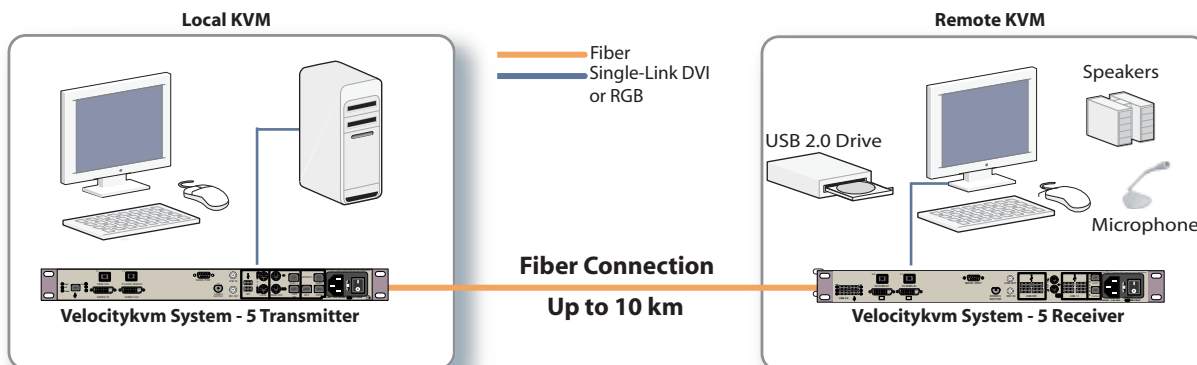 Local KVM
Remote KVM
Fiber
Single-Link DVI
or RGB
Speakers
USB 2.0 Drive
Microphone
Fiber Connection
Up to 10 km
Velocitykvm System - 5 Transmitter
Velocitykvm System - 5 Receiver